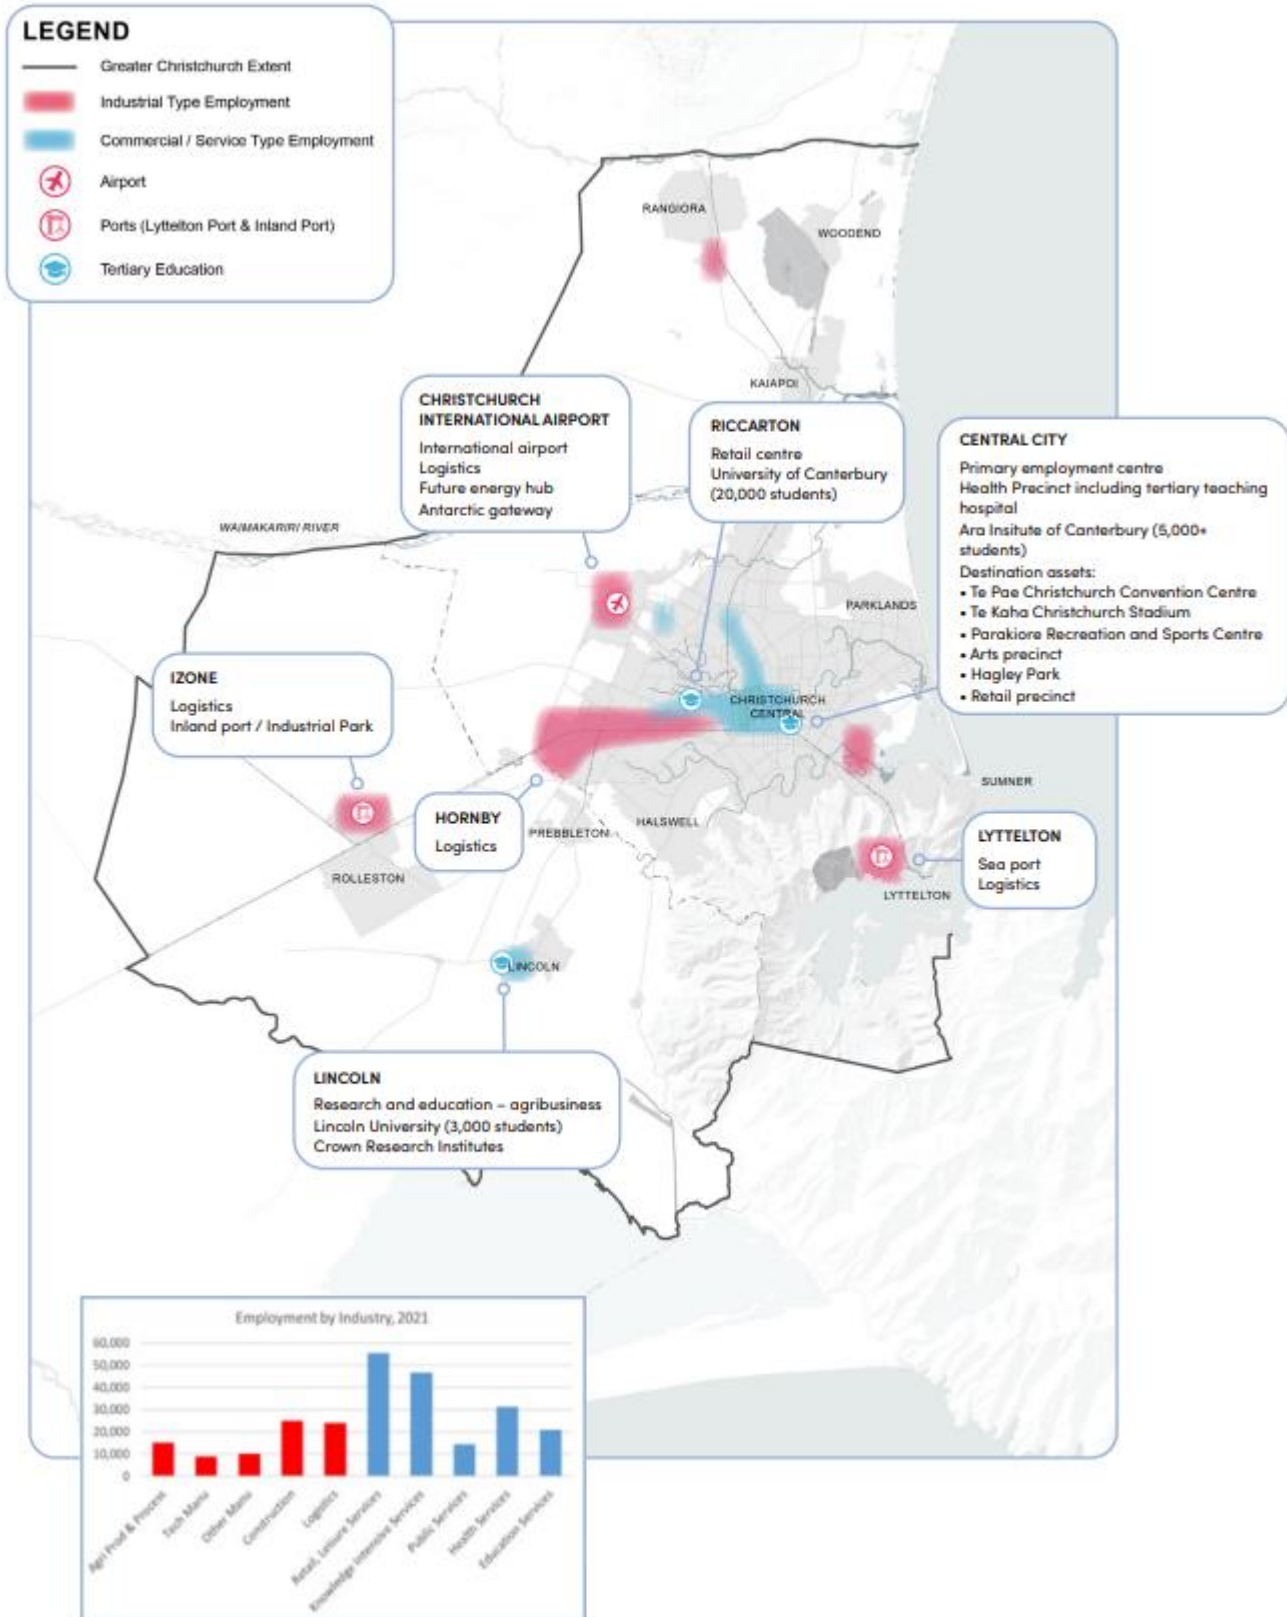 LEGEND
Greater Christchurch Extent
Industrial Type Employment
Commercial / Service Type Employment
Airport
Ports (Lyttelton Port & Inland Port)
Tertiary Education
RANGIORA
WOODEND
KAIAPOI
CHRISTCHURCH
INTERNATIONAL AIRPORT
International airport
Logistics
Future energy hub
Antarctic gateway
RICCARTON
Retail centre
University of Canterbury
(20,000 students)
CENTRAL CITY
Primary employment centre
Health Precinct including tertiary teaching
hospital
Ara Insitute of Canterbury (5,000+
students)
Destination assets:
▪ Te Pae Christchurch Convention Centre
▪ Te Kaha Christchurch Stadium
▪ Parakiore Recreation and Sports Centre
▪ Arts precinct
▪ Hagley Park
▪ Retail precinct
WAIMAKARIRI RIVER
PARKLANDS
IZONE
Logistics
Inland port / Industrial Park
CHRISTCHURCH
CENTRAL
SUMNER
HORNBY
Logistics
PREBBLETON
HALSWELL
LYTTELTON
Sea port
Logistics
ROLLESTON
LYTTELTON
LINCOLN
LINCOLN
Research and education – agribusiness
Lincoln University (3,000 students)
Crown Research Institutes
Employment by Industry, 2021
60,000
50,000
40,000
30,000
20,000
10,000
0
Agri Prod & Process
Tech Manu
Other Manu
Construction
Logistics
Retail, Leisure Services
Knowledge Intensive Services
Public Services
Health Services
Education Services